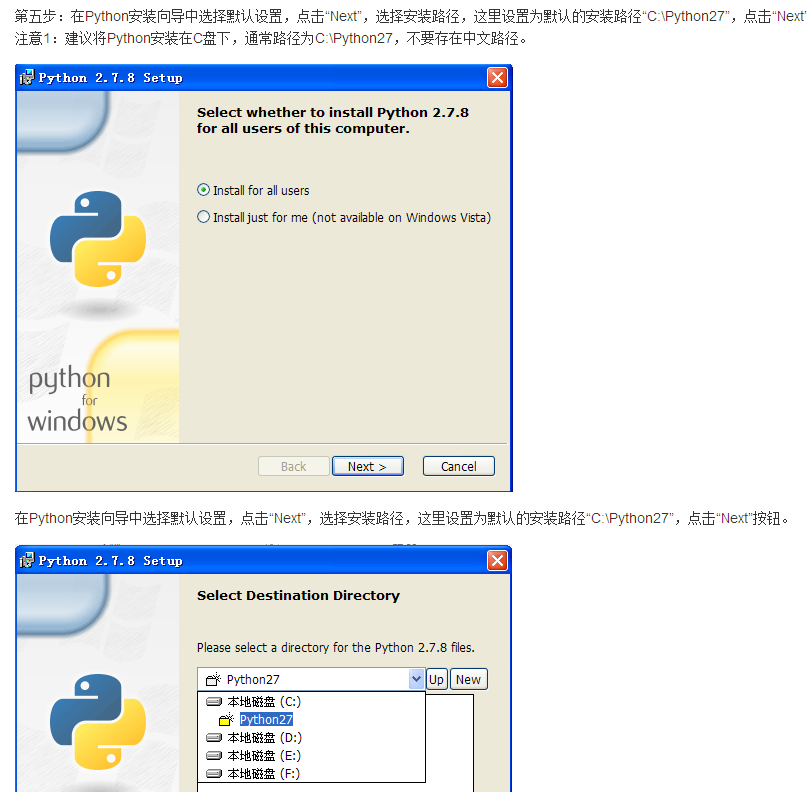 第五步：在Python安装向导中选择默认设置，点击“Next”，选择安装路径，这里设置为默认的安装路径“C:\Python27”，点击“Next”
注意1：建议将Python安装在C盘下，通常路径为C:\Python27，不要存在中文路径。
Python 2.7.8 Setup
Select whether to install Python 2.7.8
for all users of this computer.
Install for all users
Install just for me (not available on Windows Vista)
python
for
windows
Back
Next >
Cancel
在Python安装向导中选择默认设置，点击“Next”，选择安装路径，这里设置为默认的安装路径“C:\Python27”，点击“Next”按钮。
Python 2.7.8 Setup
Select Destination Directory
Please select a directory for the Python 2.7.8 files.
Python27
Up
New
本地磁盘 (C:)
Python27
本地磁盘 (D:)
本地磁盘 (E:)
本地磁盘 (F:)